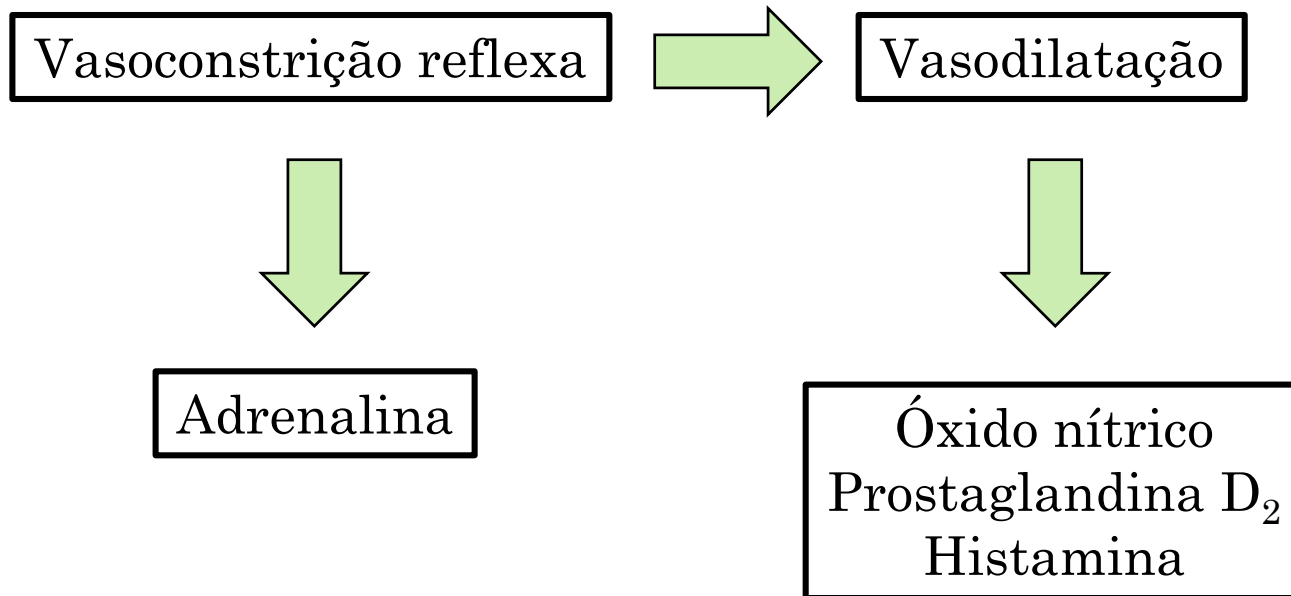 Vasoconstrição reflexa
Vasodilatação
Adrenalina
Óxido nítrico
Prostaglandina D₂
Histamina